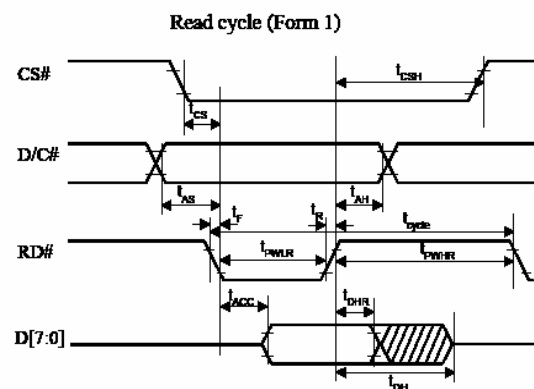 Read cycle (Form 1)
CS#
tCSH
tCS
D/C#
tAS
tAH
tF
tR
tcycle
RD#
tPWLR
tPWHR
tACC
tDHR
D[7:0]
tDH